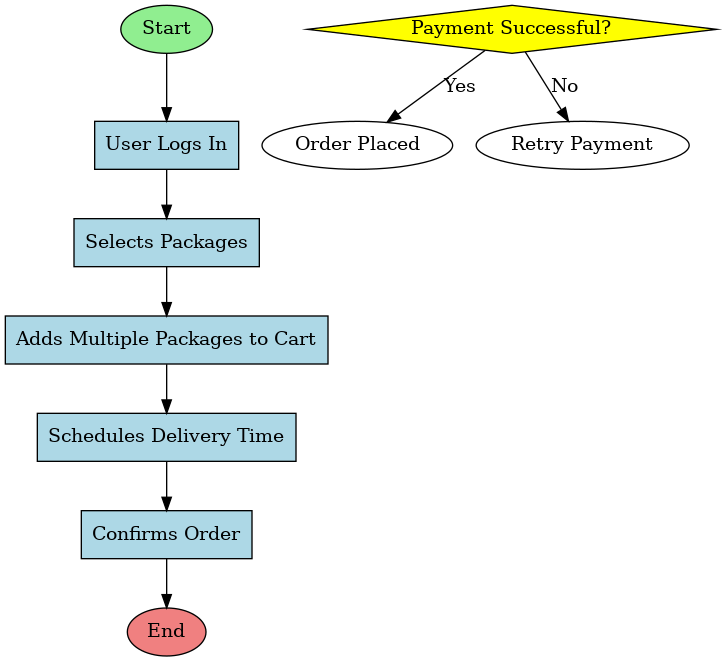 Start
User Logs In
Selects Packages
Adds Multiple Packages to Cart
Schedules Delivery Time
Confirms Order
End
Payment Successful?
Yes
No
Order Placed
Retry Payment